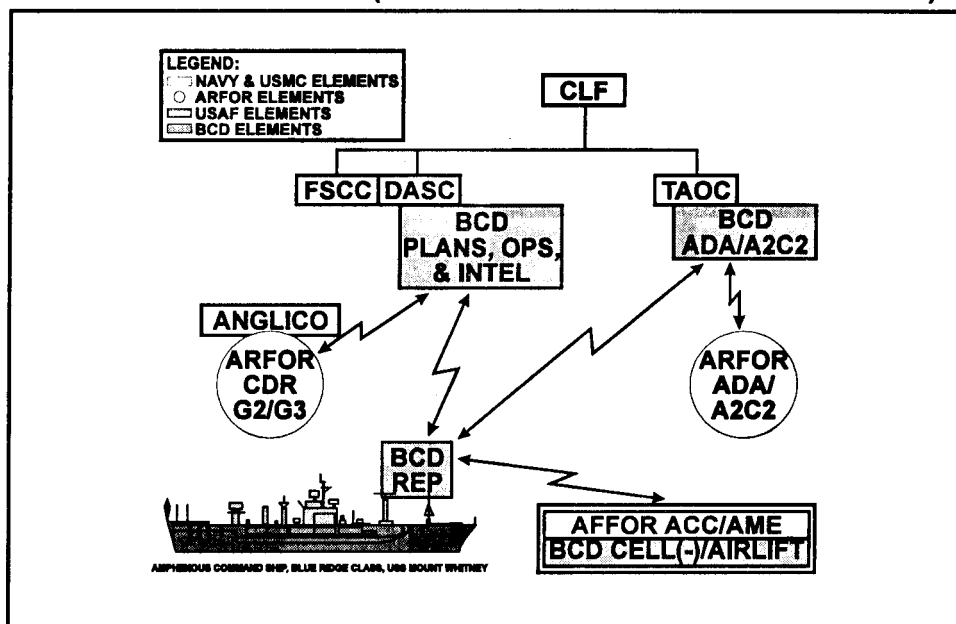 LEGEND:
NAVY & USMC ELEMENTS
ARFOR ELEMENTS
USAF ELEMENTS
BCD ELEMENTS
CLF
FSCC
DASC
TAOC
BCD
PLANS, OPS,
& INTEL
BCD
ADA/A2C2
ANGLICO
ARFOR
CDR
G2/G3
ARFOR
ADA/
A2C2
BCD
REP
AFFOR ACC/AME
BCD CELL(-)/AIRLIFT
AMPHIBIOUS COMMAND SHIP, BLUE RIDGE CLASS, USS MOUNT WHITNEY